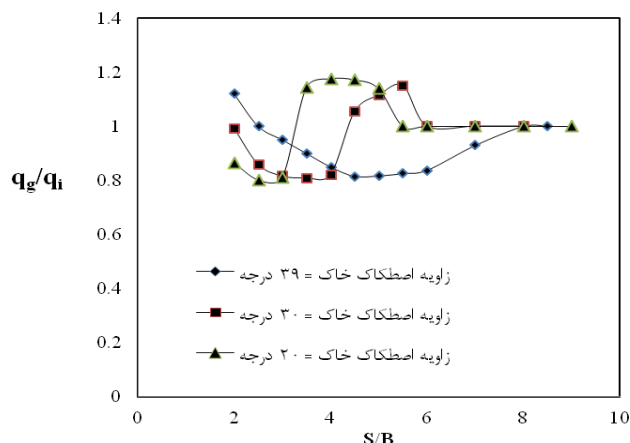 1.4
1.2
1
0.8
0.6
0.4
0.2
0
qg/qi
زاویه اصطکاک خاک = ۳۹ درجه
زاویه اصطکاک خاک = ۳۰ درجه
زاویه اصطکاک خاک = ۲۰ درجه
0 2 4 6 8 10
S/B